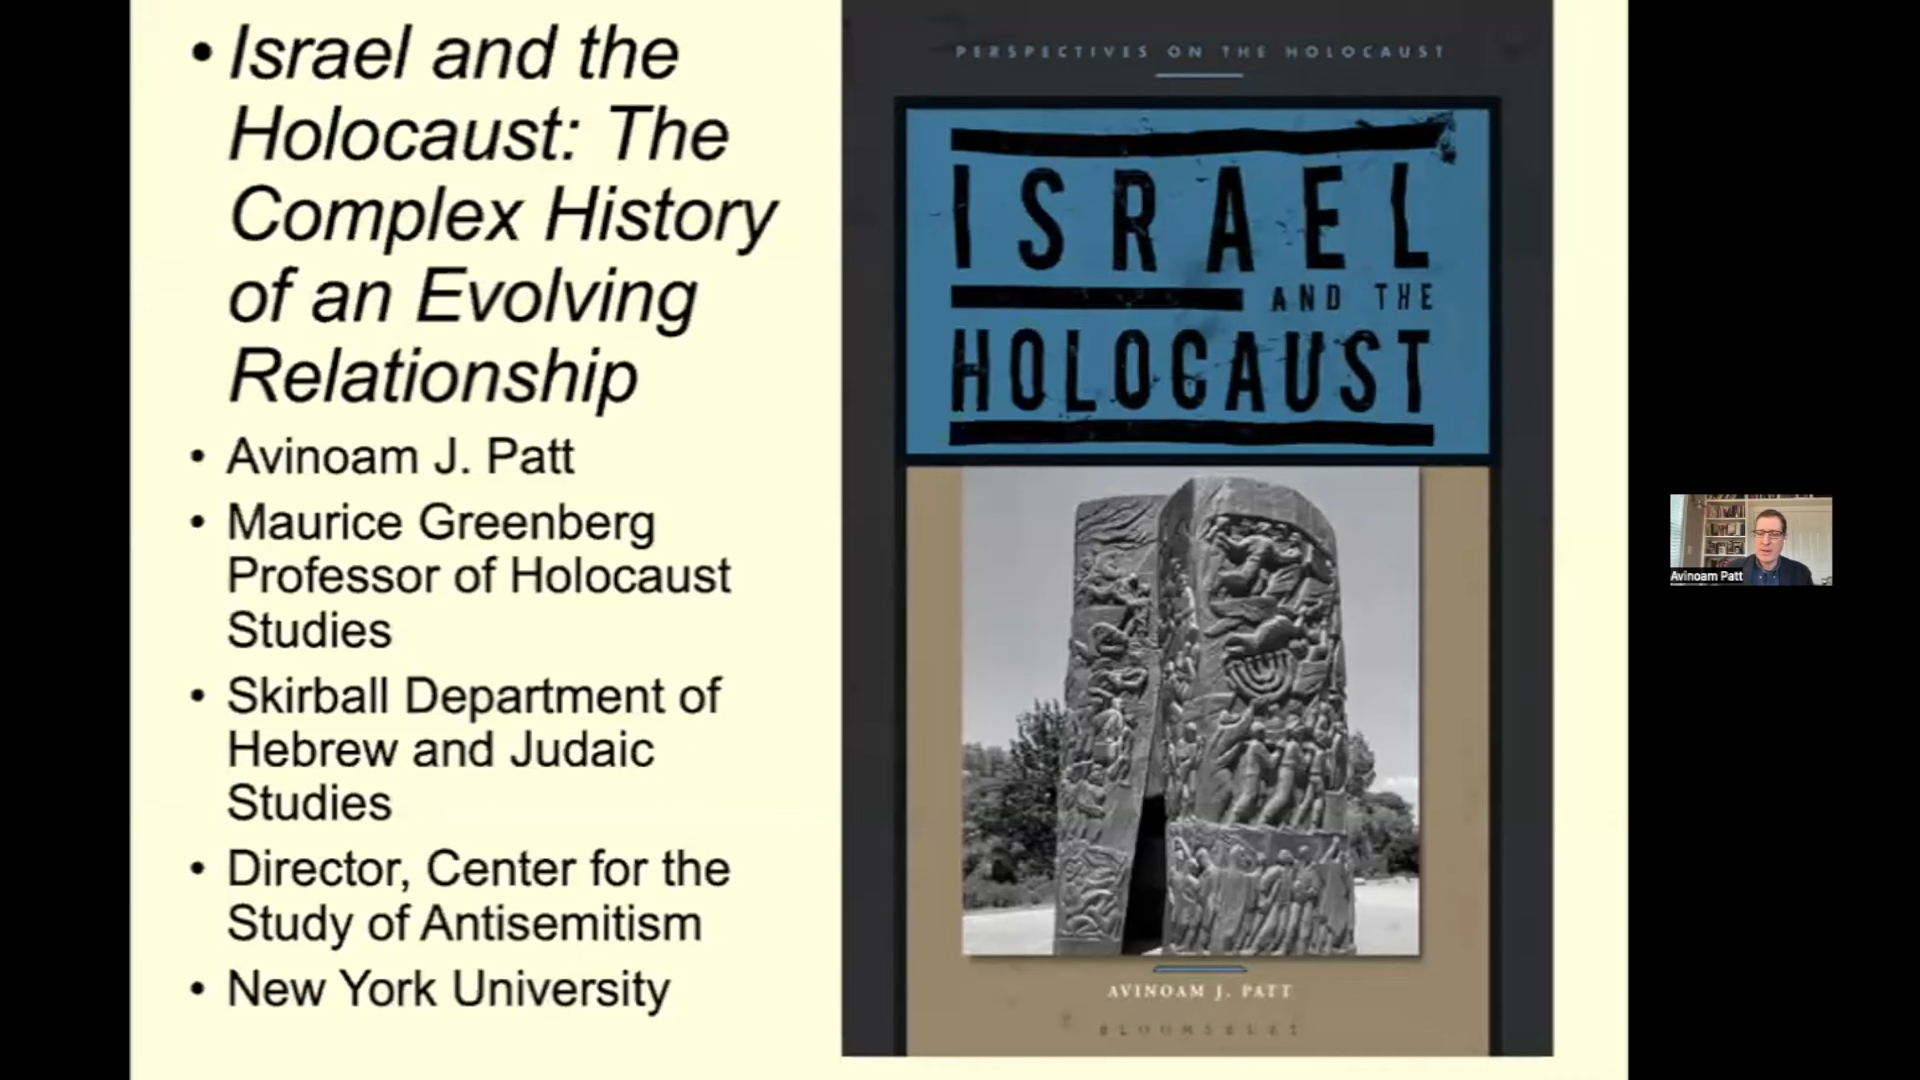 • Israel and the
Holocaust: The
Complex History
of an Evolving
Relationship
• Avinoam J. Patt
• Maurice Greenberg
Professor of Holocaust
Studies
• Skirball Department of
Hebrew and Judaic
Studies
• Director, Center for the
Study of Antisemitism
• New York University
PERSPECTIVES ON THE HOLOCAUST
ISRAEL
AND THE
HOLOCAUST
AVINOAM J. PATT
BLOOMSBURY
Avinoam Patt